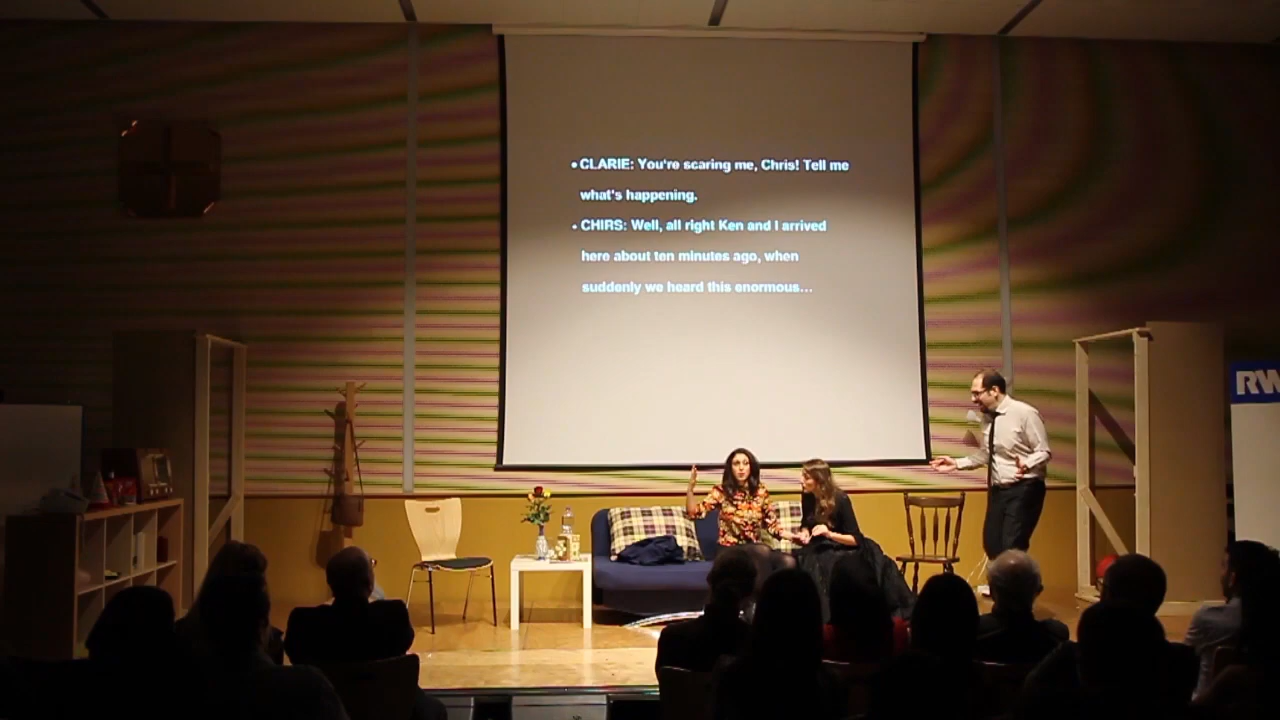 • CLARIE: You're scaring me, Chris! Tell me
what's happening.
• CHIRS: Well, all right Ken and I arrived
here about ten minutes ago, when
suddenly we heard this enormous...
RW